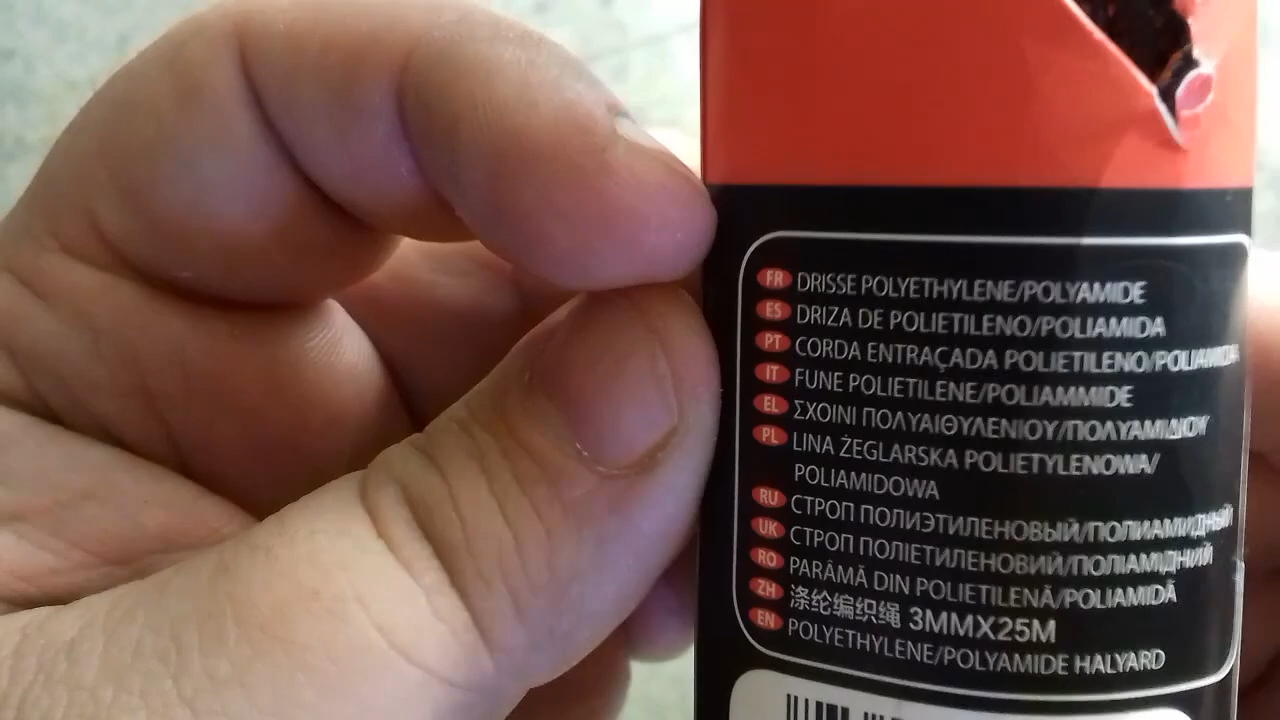 FR DRISSE POLYETHYLENE/POLYAMIDE
ES DRIZA DE POLIETILENO/POLIAMIDA
PT CORDA ENTRAÇADA POLIETILENO/POLIAMIDA
IT FUNE POLIETILENE/POLIAMMIDE
EL ΣΧΟΙΝΙ ΠΟΛΥΑΙΘΥΛΕΝΙΟΥ/ΠΟΛΥΑΜΙΔΙΟΥ
PL LINA ŻEGLARSKA POLIETYLENOWA/
POLIAMIDOWA
RU СТРОП ПОЛИЭТИЛЕНОВЫЙ/ПОЛИАМИДНЫЙ
UK СТРОП ПОЛІЕТИЛЕНОВИЙ/ПОЛІАМІДНИЙ
RO PARÂMĂ DIN POLIETILENĂ/POLIAMIDĂ
ZH 涤纶编织绳 3MMX25M
EN POLYETHYLENE/POLYAMIDE HALYARD